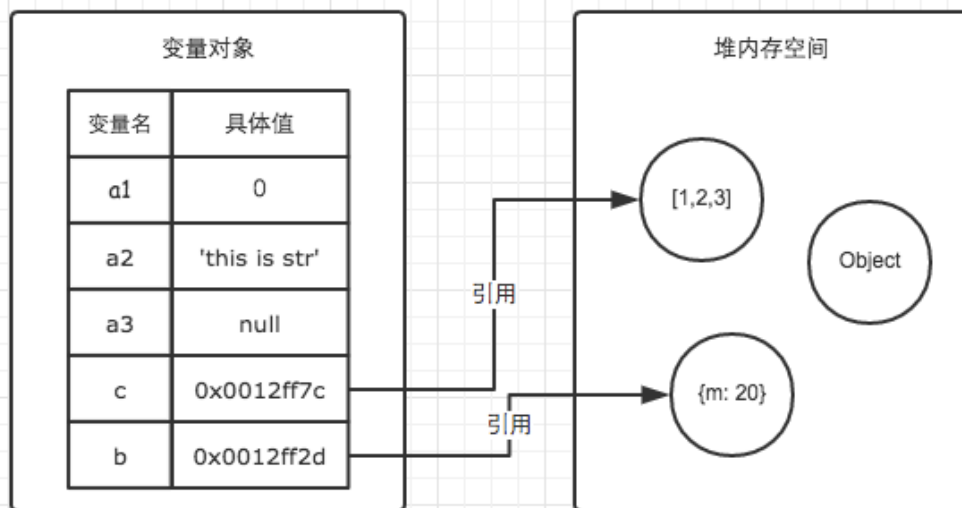 变量对象
变量名 具体值
a1 0
a2 'this is str'
a3 null
c 0x0012ff7c
b 0x0012ff2d
引用
引用
堆内存空间
[1,2,3]
Object
{m: 20}